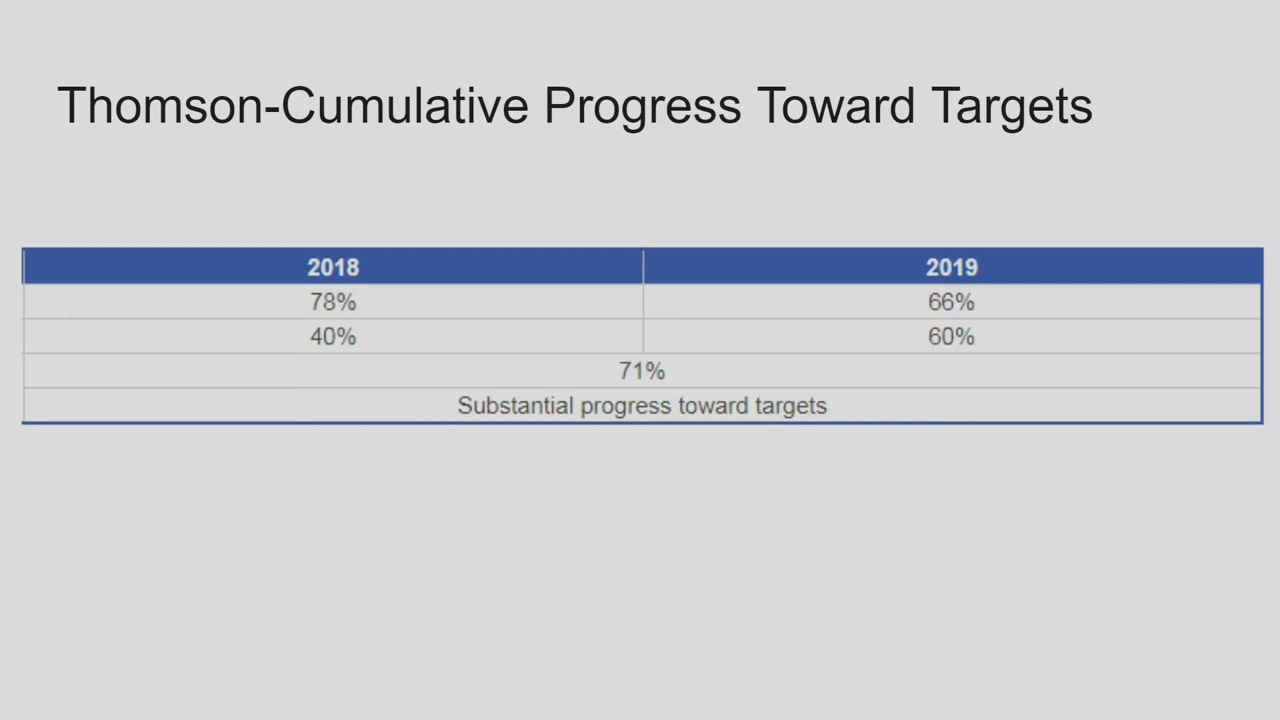 Thomson-Cumulative Progress Toward Targets
2018 2019
78% 66%
40% 60%
71%
Substantial progress toward targets